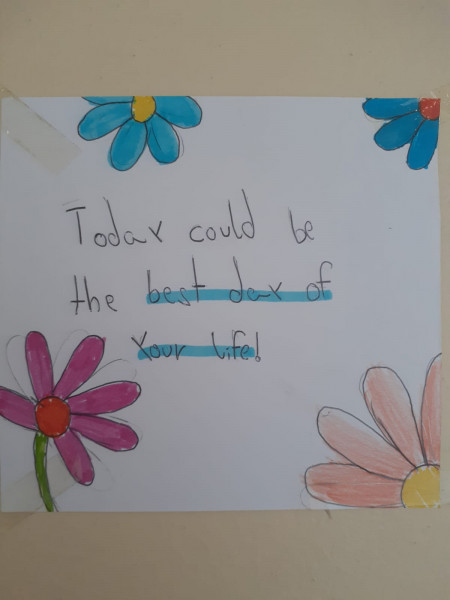 Today could be
the best day of
your life!